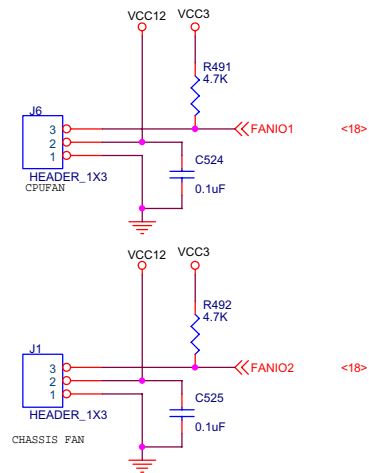 VCC12 VCC3
R491
4.7K
J6
3
2
1
FANIO1 <18>
C524
0.1uF
HEADER_1X3
CPUFAN
VCC12 VCC3
R492
4.7K
J1
3
2
1
FANIO2 <18>
C525
0.1uF
HEADER_1X3
CHASSIS FAN